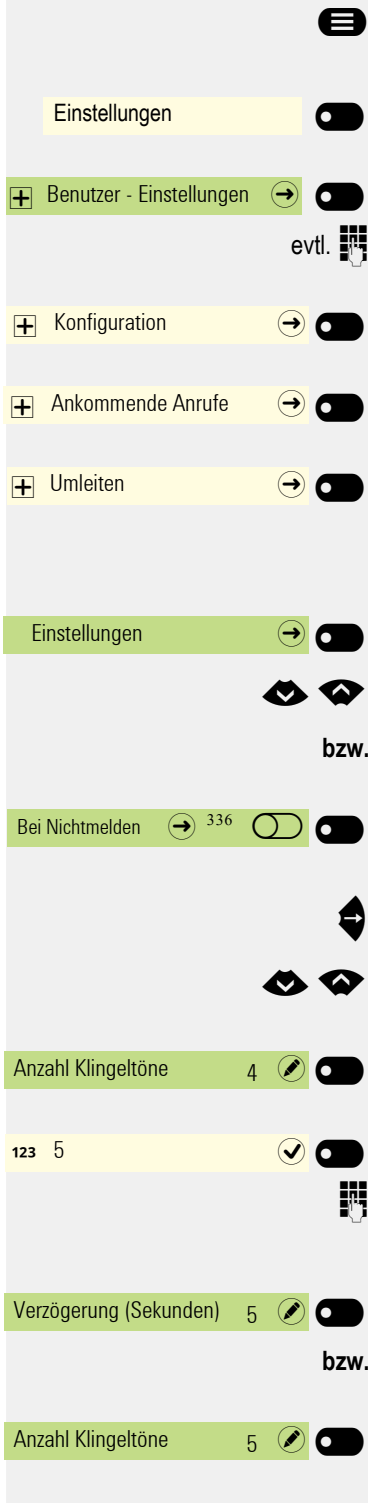 Einstellungen
Benutzer - Einstellungen
evtl.
Konfiguration
Ankommende Anrufe
Umleiten
Einstellungen
bzw.
Bei Nichtmelden 336
Anzahl Klingeltöne 4
123 5
Verzögerung (Sekunden) 5
bzw.
Anzahl Klingeltöne 5